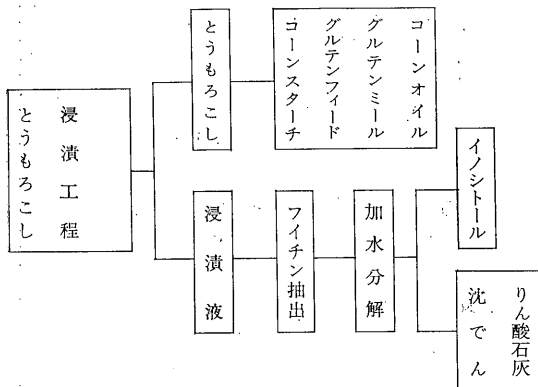 浸漬工程
とうもろこし
とうもろこし
コーンオイル
グルテンミール
グルテンフィード
コーンスターチ
浸漬液
フイチン抽出
加水分解
イノシトール
りん酸石灰
沈でん